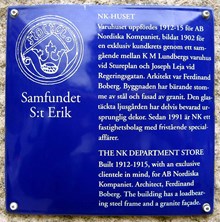 Samfundet
S:t Erik
NK-HUSET
Varuhuset uppfördes 1912-15 för AB
Nordiska Kompaniet, bildat 1902 för
en exklusiv kundkrets genom ett sam-
gående mellan K M Lundbergs varuhus
vid Stureplan och Joseph Leja vid
Regeringsgatan. Arkitekt var Ferdinand
Boberg. Byggnaden har bärande stom-
me av stål och fasad av granit. Den glas-
täckta ljusgården har delvis bevarad ur-
sprunglig dekor. Sedan 1991 är NK ett
fastighetsbolag med fristående special-
affärer.
THE NK DEPARTMENT STORE
Built 1912-1915, with an exclusive
clientele in mind, for AB Nordiska
Kompaniet. Architect, Ferdinand
Boberg. The building has a loadbear-
ing steel frame and a granite façade.